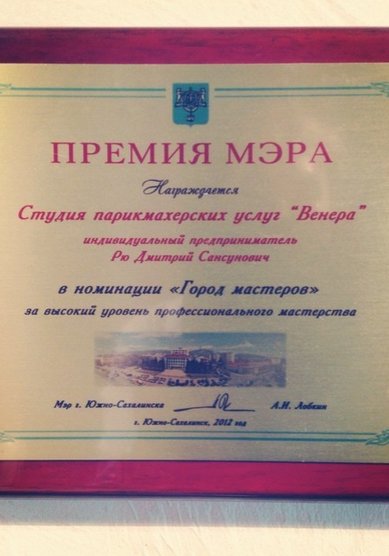 ПРЕМИЯ МЭРА
Награждается
Студия парикмахерских услуг "Венера"
индивидуальный предприниматель
Рю Дмитрий Сансунович
в номинации «Город мастеров»
за высокий уровень профессионального мастерства
Мэр г. Южно-Сахалинска
А.И. Лобкин
г. Южно-Сахалинск, 2012 год